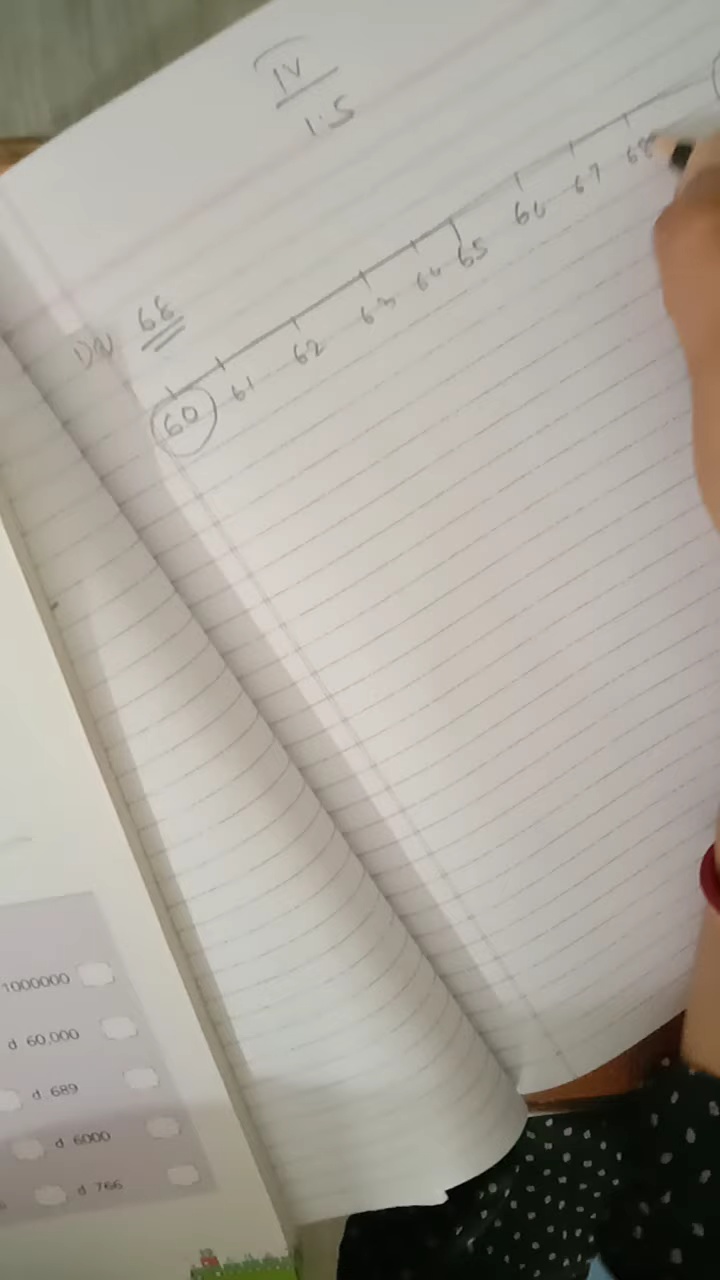 IV
1.5
1) a) 68
60 61 62 63 64 65 66 67 68
1000000
d 60,000
d 689
d 6000
d 766